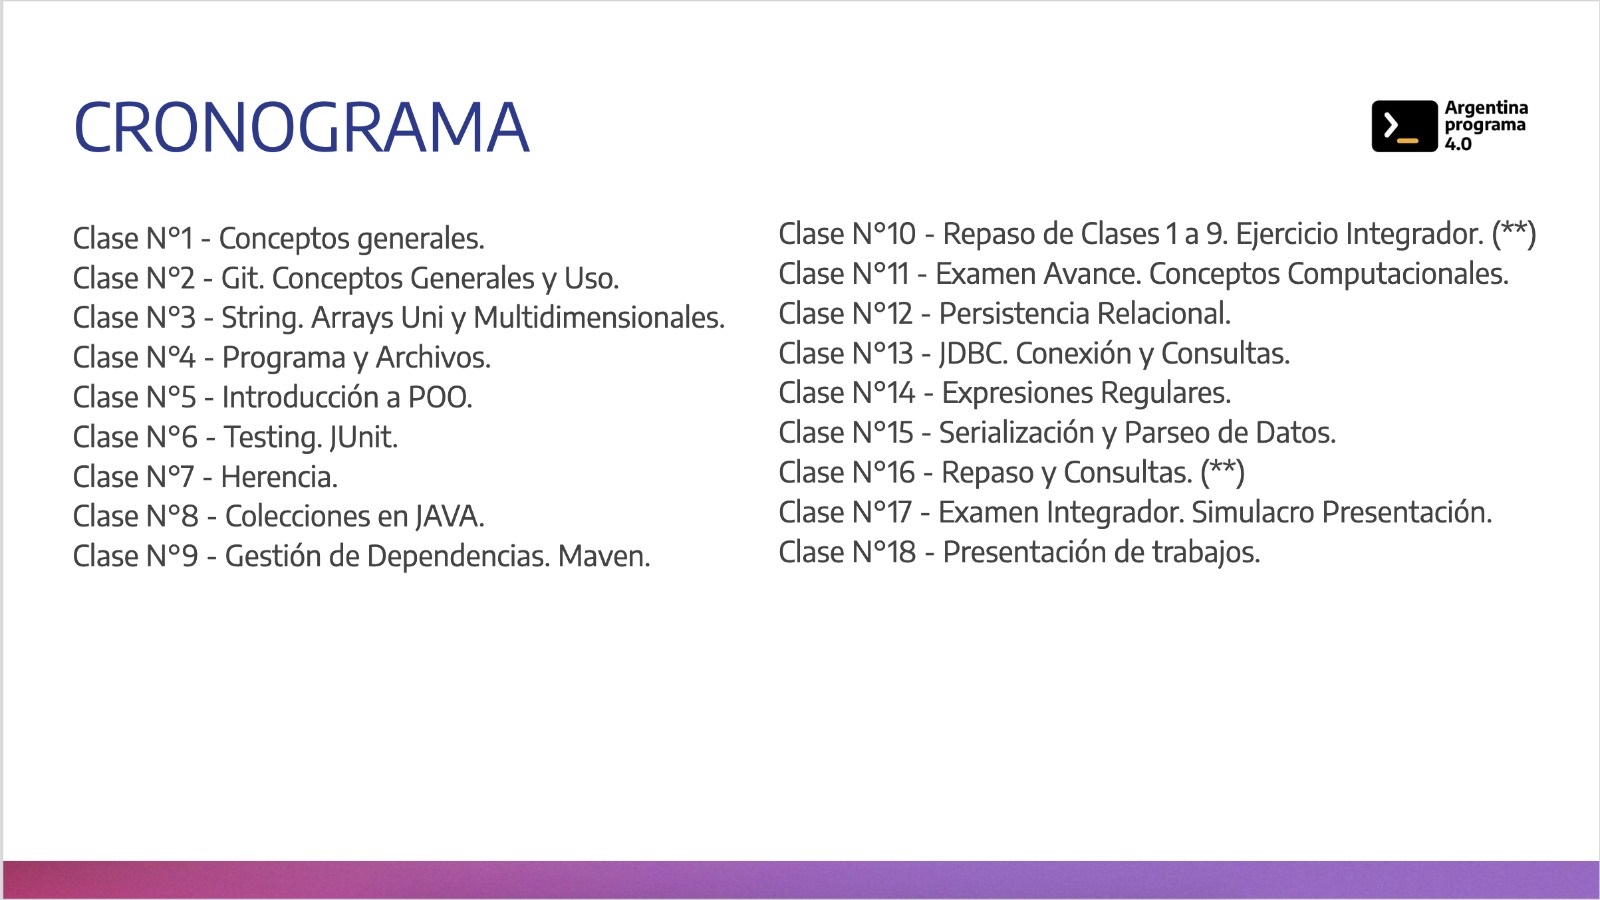 CRONOGRAMA
Argentina
programa
4.0
Clase N°1 - Conceptos generales.
Clase N°2 - Git. Conceptos Generales y Uso.
Clase N°3 - String. Arrays Uni y Multidimensionales.
Clase N°4 - Programa y Archivos.
Clase N°5 - Introducción a POO.
Clase N°6 - Testing. JUnit.
Clase N°7 - Herencia.
Clase N°8 - Colecciones en JAVA.
Clase N°9 - Gestión de Dependencias. Maven.
Clase N°10 - Repaso de Clases 1 a 9. Ejercicio Integrador. (**)
Clase N°11 - Examen Avance. Conceptos Computacionales.
Clase N°12 - Persistencia Relacional.
Clase N°13 - JDBC. Conexión y Consultas.
Clase N°14 - Expresiones Regulares.
Clase N°15 - Serialización y Parseo de Datos.
Clase N°16 - Repaso y Consultas. (**)
Clase N°17 - Examen Integrador. Simulacro Presentación.
Clase N°18 - Presentación de trabajos.